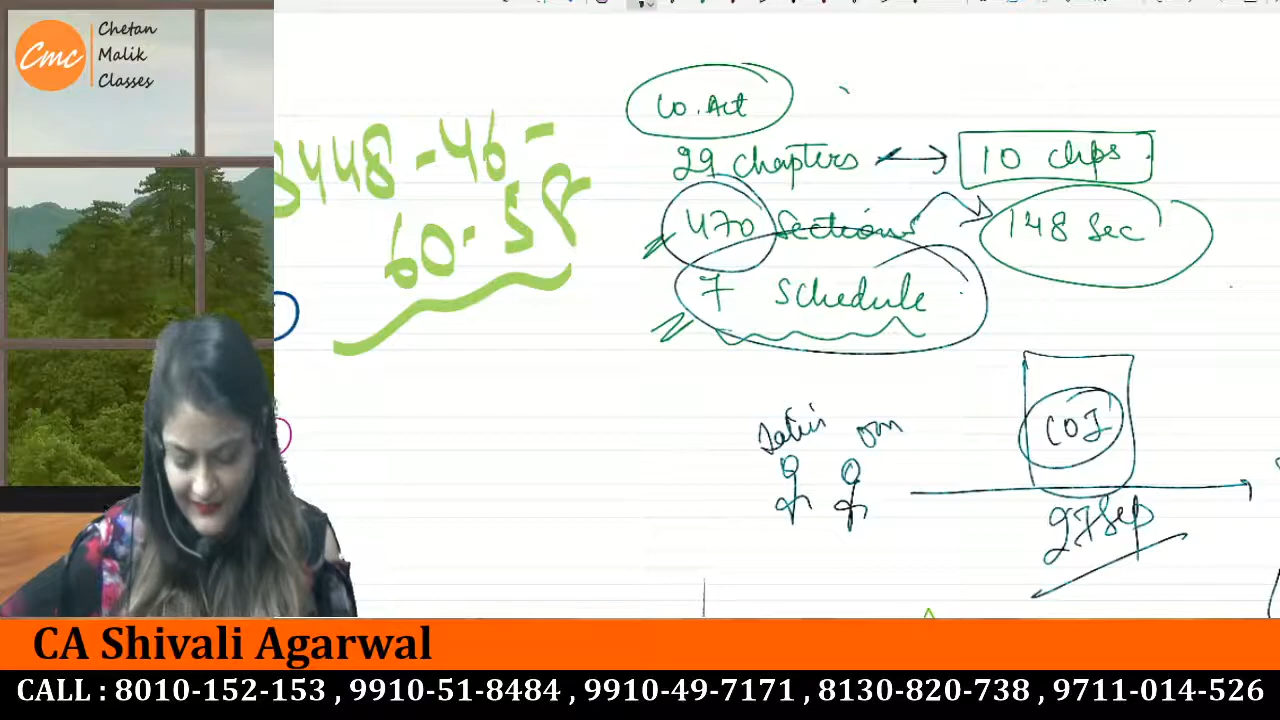 Chetan
Malik
Classes
Cmc
3448 - 46 -
60 - 58
Co. Act
29 chapters
10 chps
470 Sections
148 Sec
7 Schedule
COI
27 Sep
CA Shivali Agarwal
CALL : 8010-152-153 , 9910-51-8484 , 9910-49-7171 , 8130-820-738 , 9711-014-526